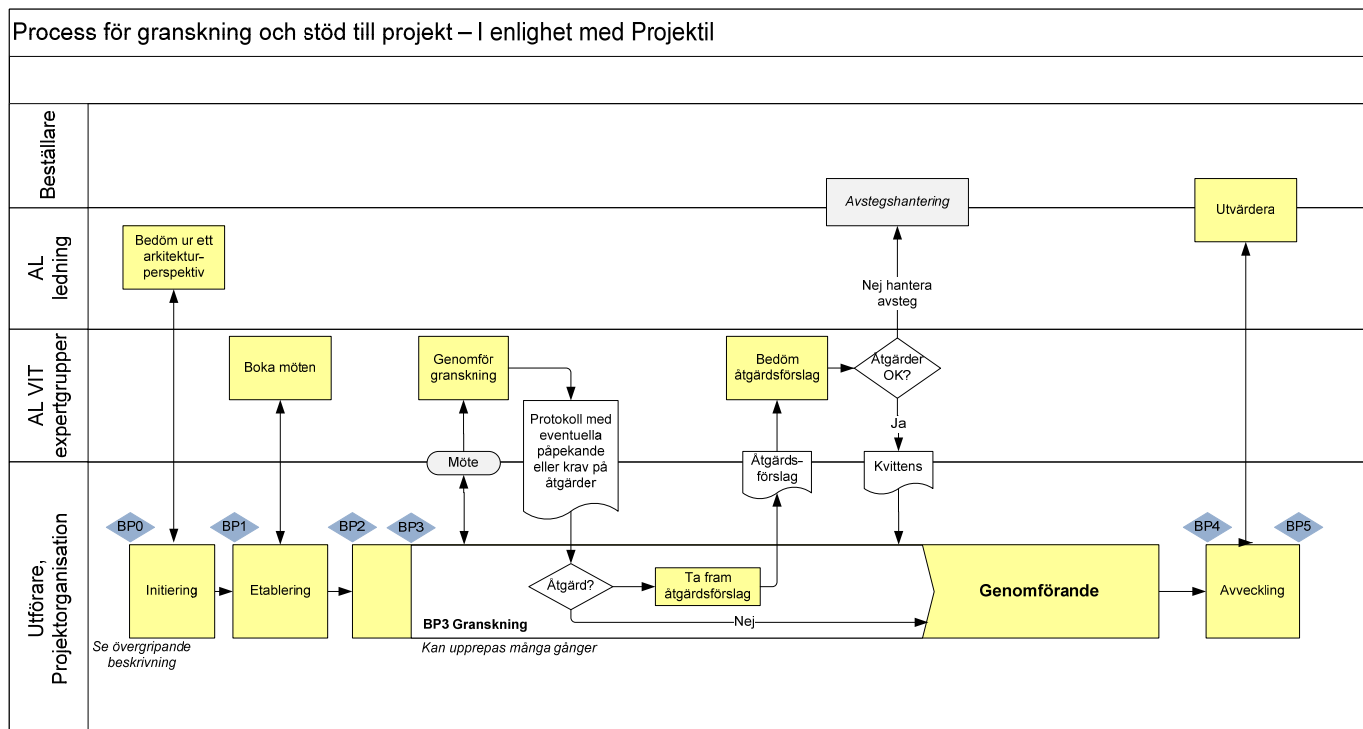 Process för granskning och stöd till projekt – I enlighet med Projektil
Beställare
Avstegshantering
Utvärdera
AL
ledning
Bedöm ur ett
arkitektur-
perspektiv
Nej hantera
avsteg
AL VIT
expertgrupper
Boka möten
Genomför
granskning
Protokoll med
eventuella
påpekande
eller krav på
åtgärder
Bedöm
åtgärdsförslag
Åtgärder
OK?
Ja
Möte
Åtgärds-
förslag
Kvittens
Utförare,
Projektorganisation
BP0
BP1
BP2
BP3
BP4
BP5
Initiering
Etablering
Åtgärd?
Ta fram
åtgärdsförslag
Nej
BP3 Granskning
Genomförande
Avveckling
Se övergripande
beskrivning
Kan upprepas många gånger